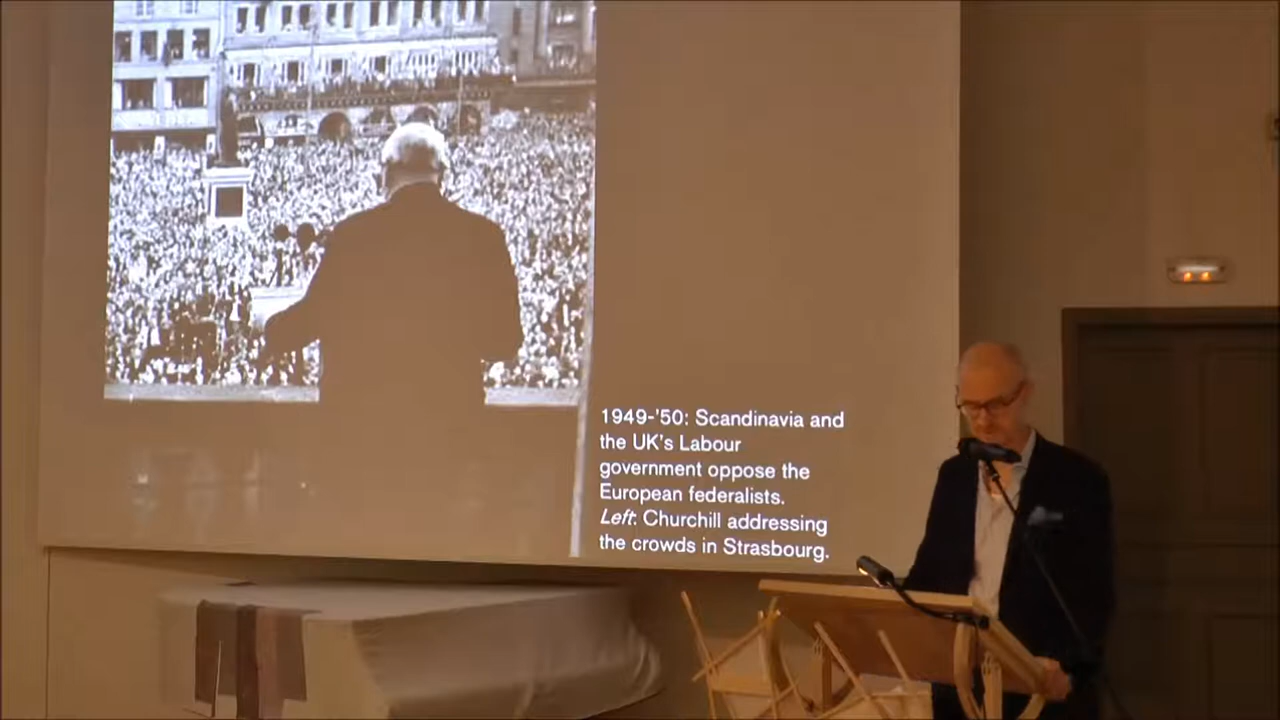 1949-'50: Scandinavia and
the UK's Labour
government oppose the
European federalists.
Left: Churchill addressing
the crowds in Strasbourg.